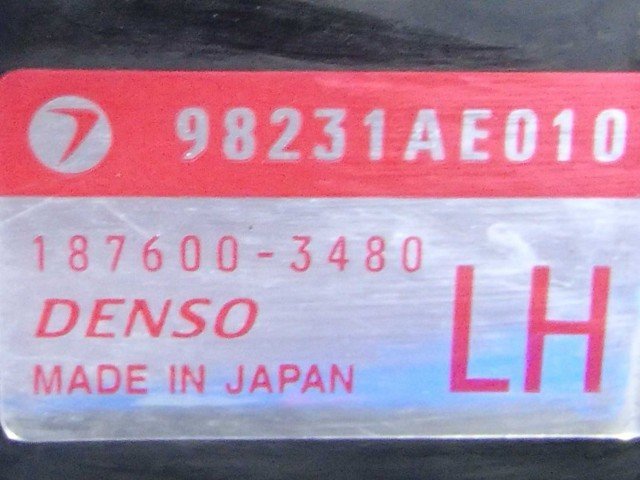 98231AE010
187600-3480
DENSO
LH
MADE IN JAPAN